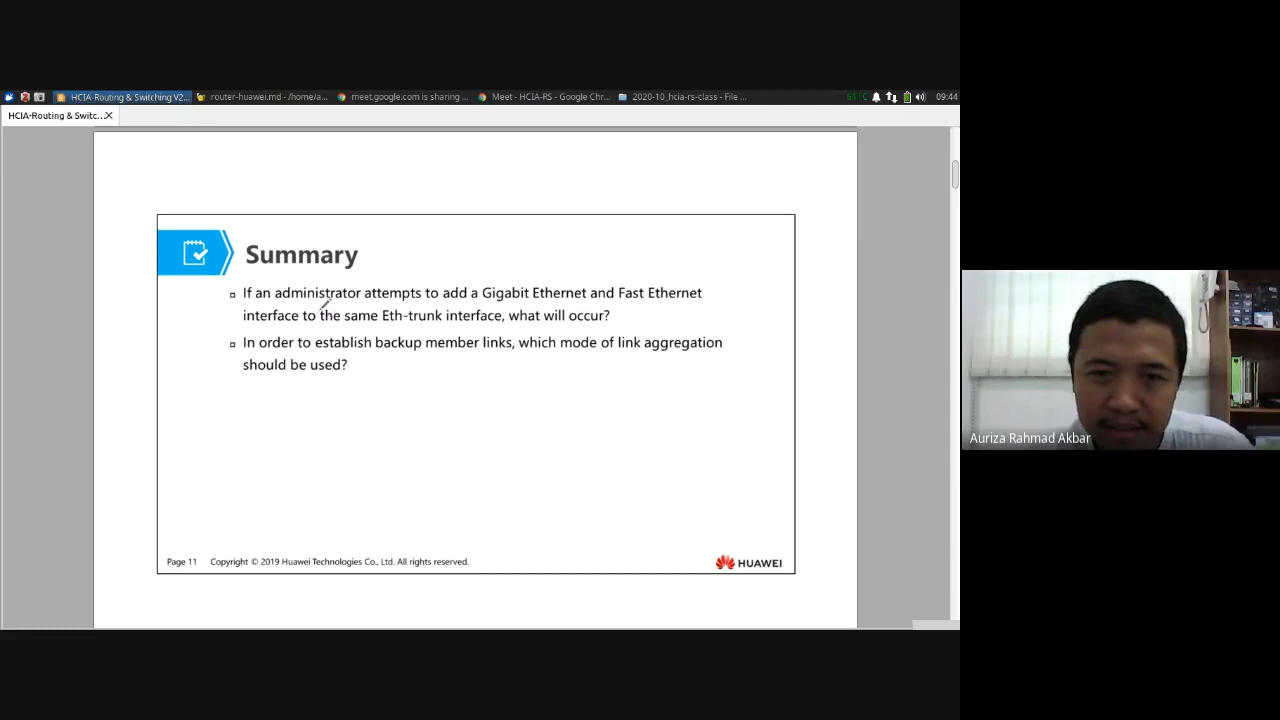 HCIA-Routing & Switching V2...
router-huawei.md - /home/a...
meet.google.com is sharing ...
Meet - HCIA-RS - Google Chr...
2020-10_hcia-rs-class - File ...
61°C
09:44
HCIA-Routing & Switc...
Summary
If an administrator attempts to add a Gigabit Ethernet and Fast Ethernet
interface to the same Eth-trunk interface, what will occur?
In order to establish backup member links, which mode of link aggregation
should be used?
Page 11 Copyright © 2019 Huawei Technologies Co., Ltd. All rights reserved.
HUAWEI
Auriza Rahmad Akbar